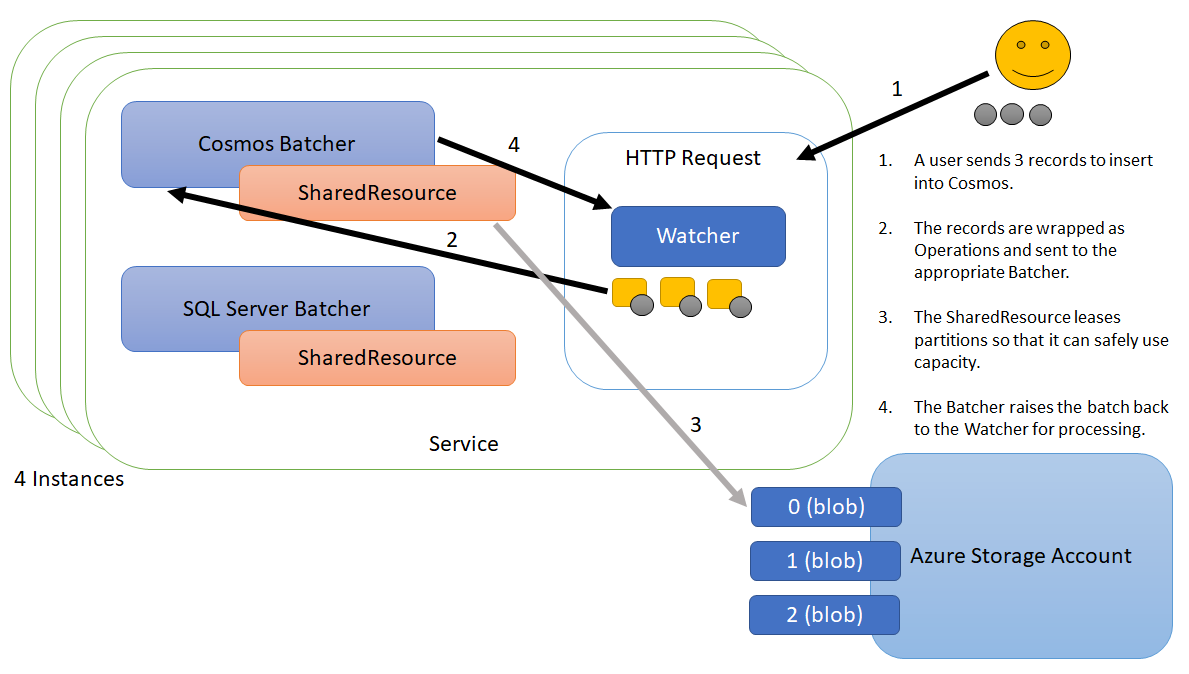 1
4
HTTP Request
Cosmos Batcher
SharedResource
Watcher
2
SQL Server Batcher
SharedResource
3
Service
4 Instances
1. A user sends 3 records to insert
into Cosmos.
2. The records are wrapped as
Operations and sent to the
appropriate Batcher.
3. The SharedResource leases
partitions so that it can safely use
capacity.
4. The Batcher raises the batch back
to the Watcher for processing.
0 (blob)
1 (blob)
2 (blob)
Azure Storage Account